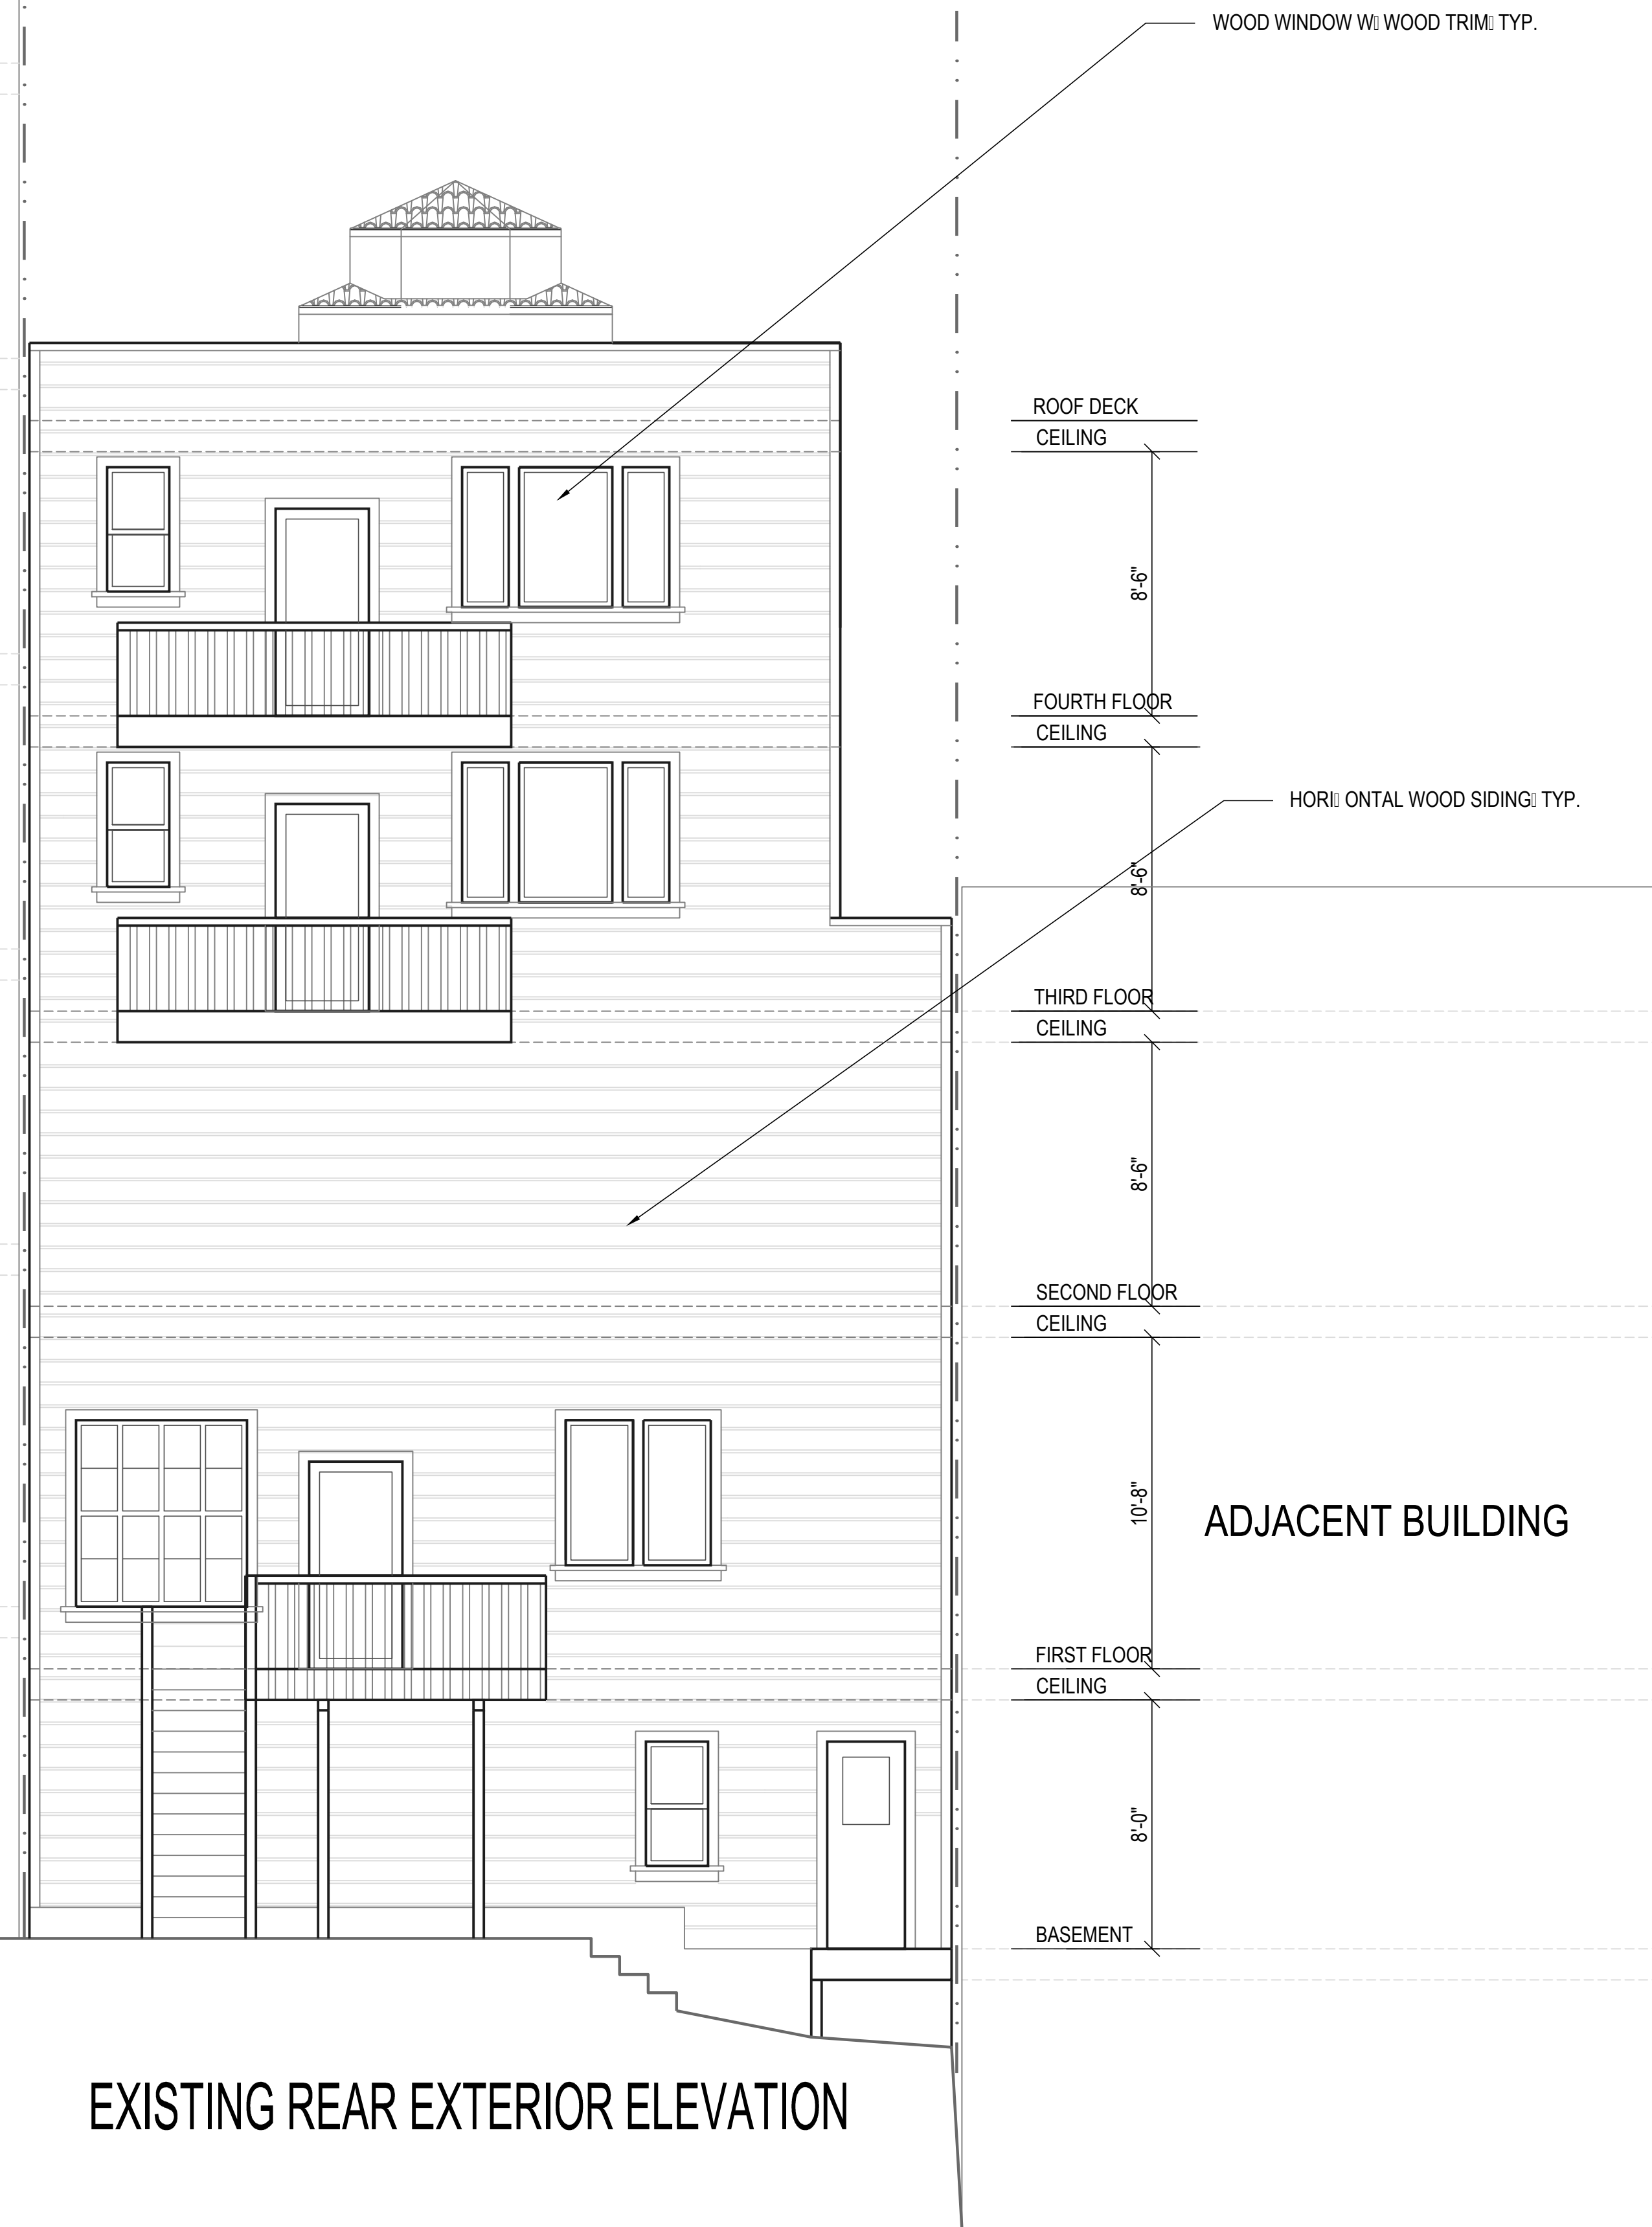 WOOD WINDOW W▯ WOOD TRIM▯ TYP.
ROOF DECK
CEILING
8'-6"
FOURTH FLOOR
CEILING
HORI▯ ONTAL WOOD SIDING▯ TYP.
8'-6"
THIRD FLOOR
CEILING
8'-6"
SECOND FLOOR
CEILING
10'-8"
ADJACENT BUILDING
FIRST FLOOR
CEILING
8'-0"
BASEMENT
EXISTING REAR EXTERIOR ELEVATION